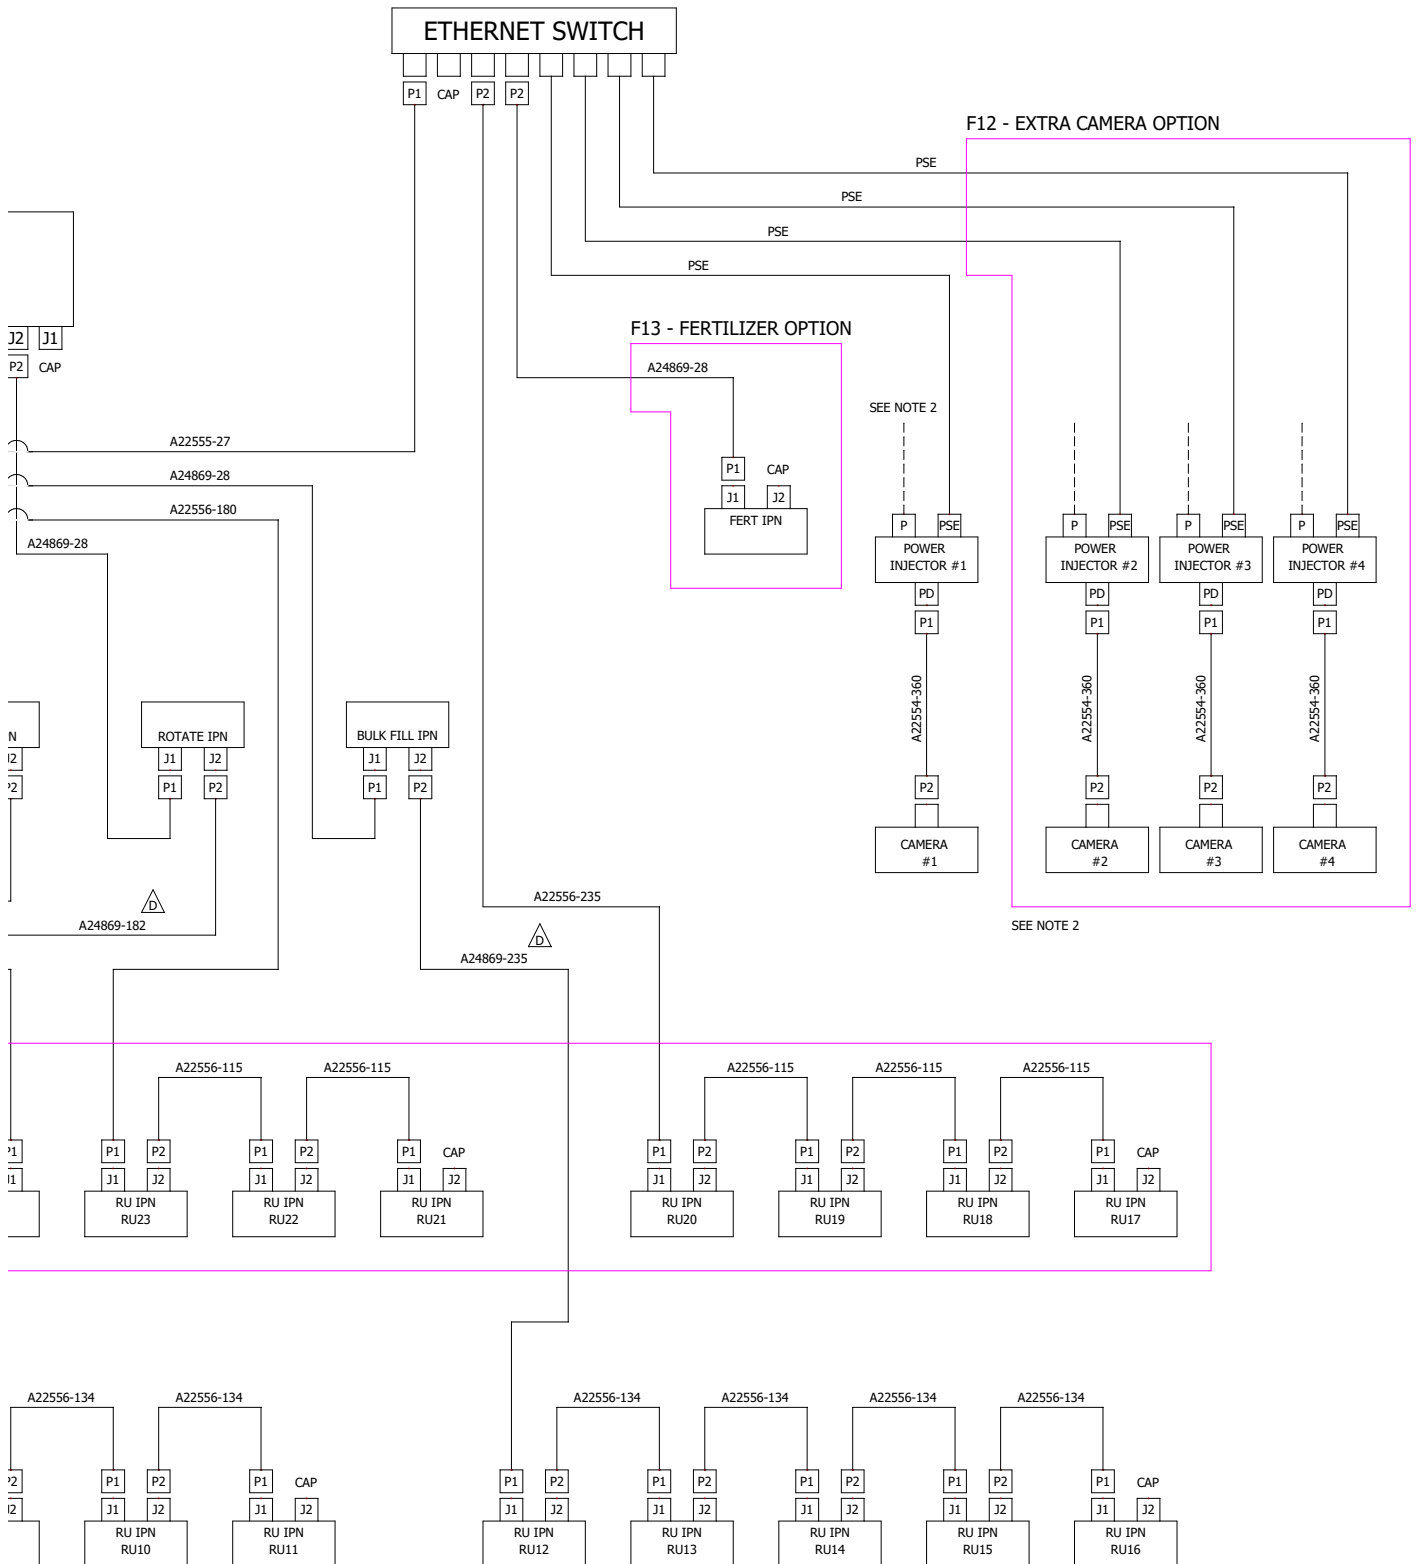 ETHERNET SWITCH
P1
CAP
P2
P2
F12 - EXTRA CAMERA OPTION
PSE
PSE
PSE
PSE
J2
J1
P2
CAP
F13 - FERTILIZER OPTION
A24869-28
SEE NOTE 2
A22555-27
A24869-28
A22556-180
A24869-28
P1
CAP
J1
J2
FERT IPN
P
PSE
P
PSE
P
PSE
P
PSE
POWER
INJECTOR #1
POWER
INJECTOR #2
POWER
INJECTOR #3
POWER
INJECTOR #4
PD
PD
PD
PD
P1
P1
P1
P1
A22554-360
A22554-360
A22554-360
A22554-360
N
ROTATE IPN
BULK FILL IPN
J2
J1
J2
J1
J2
P2
P1
P2
P1
P2
P2
P2
P2
P2
CAMERA
#1
CAMERA
#2
CAMERA
#3
CAMERA
#4
D
A22556-235
A24869-182
D
SEE NOTE 2
A24869-235
A22556-115
A22556-115
A22556-115
A22556-115
A22556-115
P1
P1
P2
P1
P2
P1
CAP
P1
P2
P1
P2
P1
P2
P1
CAP
J1
J1
J2
J1
J2
J1
J2
J1
J2
J1
J2
J1
J2
J1
J2
RU IPN
RU23
RU IPN
RU22
RU IPN
RU21
RU IPN
RU20
RU IPN
RU19
RU IPN
RU18
RU IPN
RU17
A22556-134
A22556-134
A22556-134
A22556-134
A22556-134
A22556-134
P2
P1
P2
P1
CAP
P1
P2
P1
P2
P1
P2
P1
P2
P1
CAP
J2
J1
J2
J1
J2
J1
J2
J1
J2
J1
J2
J1
J2
J1
J2
RU IPN
RU10
RU IPN
RU11
RU IPN
RU12
RU IPN
RU13
RU IPN
RU14
RU IPN
RU15
RU IPN
RU16